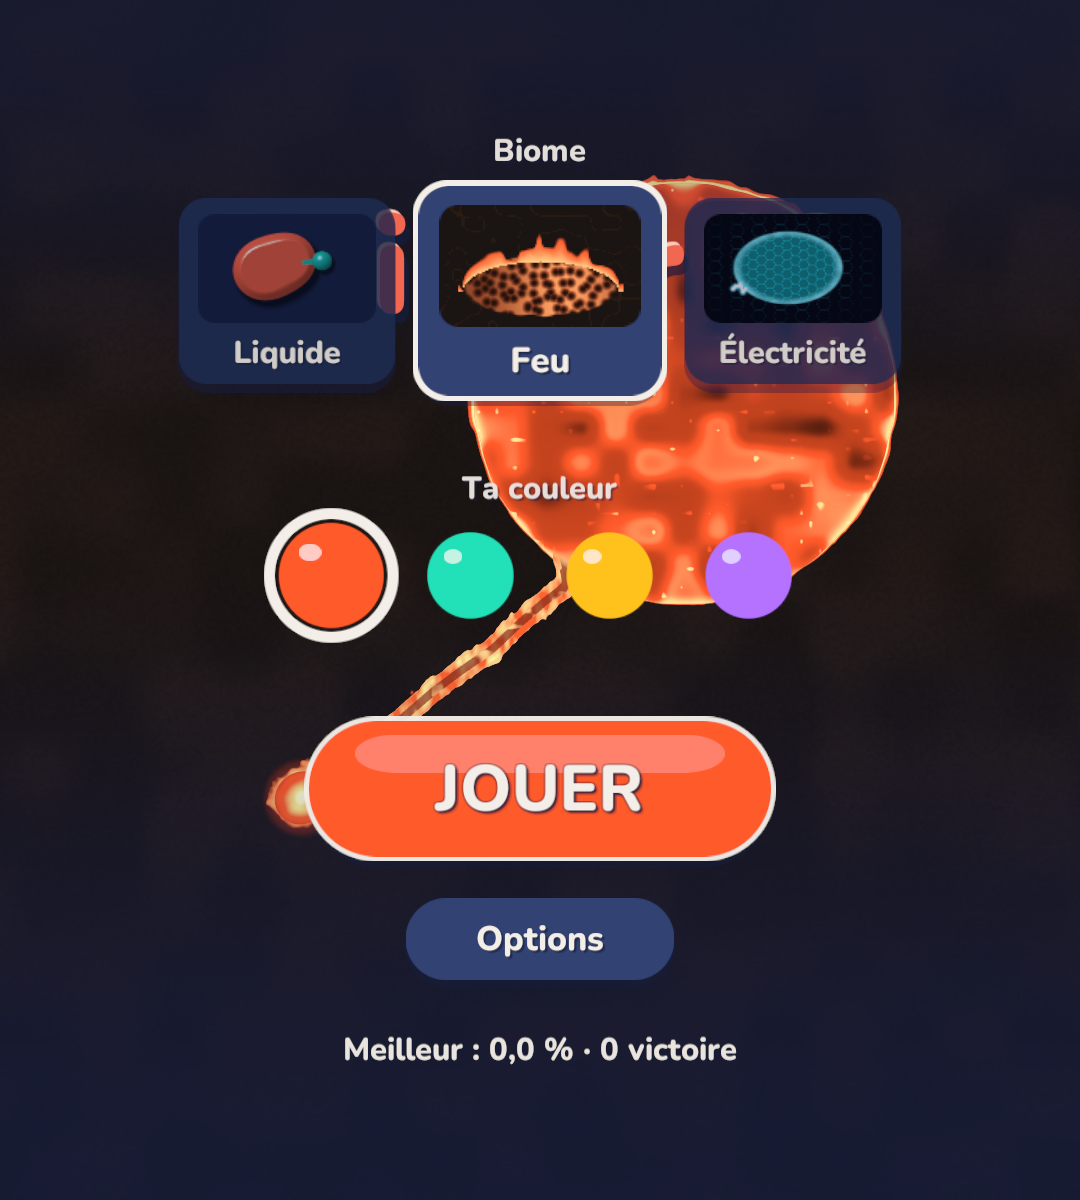 Biome
Liquide
Feu
Électricité
Ta couleur
JOUER
Options
Meilleur : 0,0 % · 0 victoire